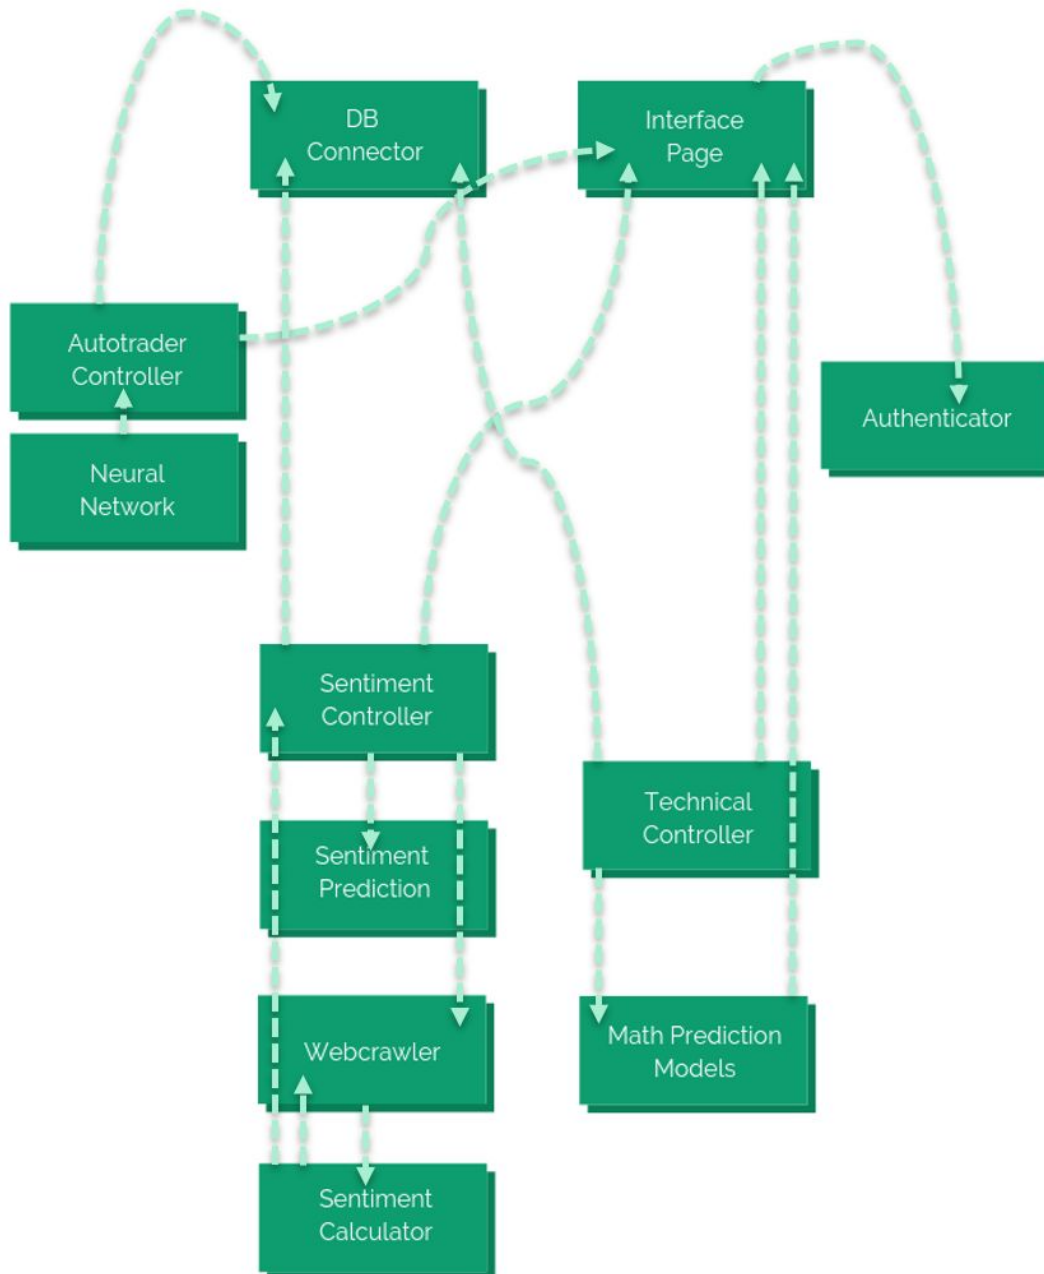 DB
Connector
Interface
Page
Autotrader
Controller
Authenticator
Neural
Network
Sentiment
Controller
Technical
Controller
Sentiment
Prediction
Webcrawler
Math Prediction
Models
Sentiment
Calculator